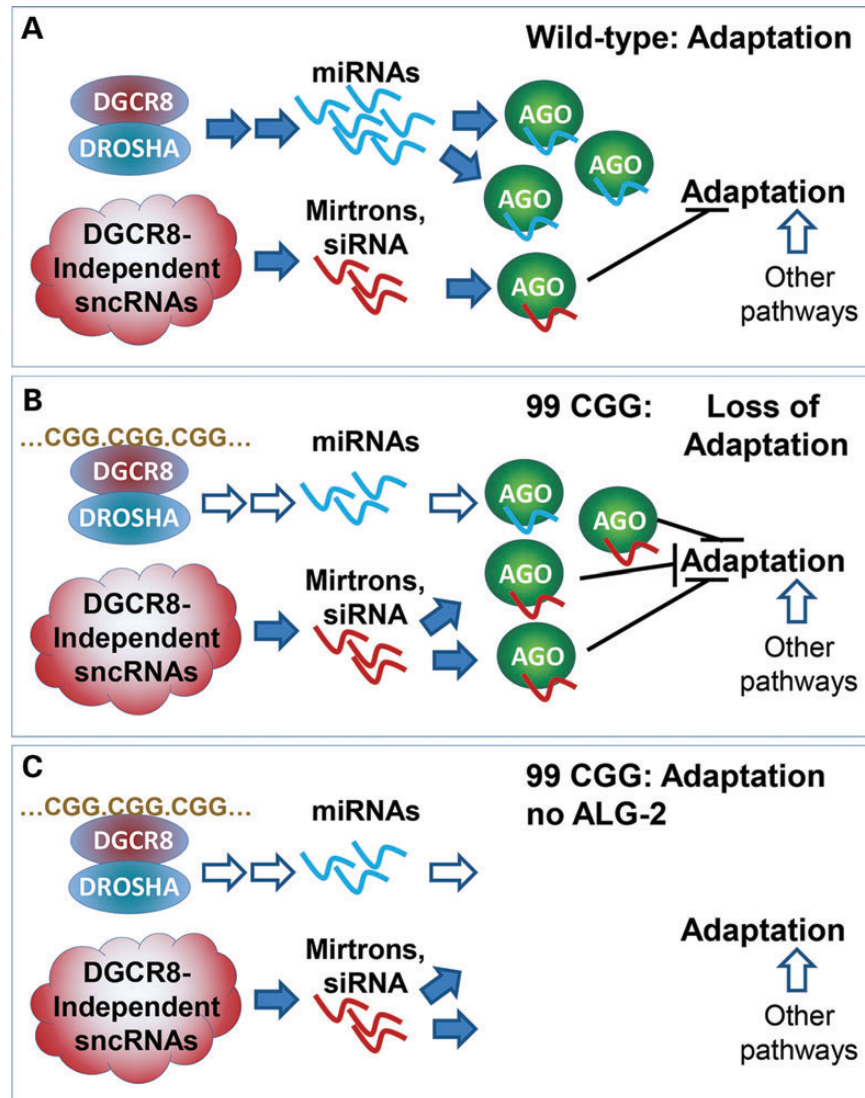 A
Wild-type: Adaptation
miRNAs
DGCR8
DROSHA
AGO
AGO
AGO
Mirtrons,
siRNA
DGCR8-
Independent
sncRNAs
AGO
Adaptation
Other
pathways
B
99 CGG: Loss of
Adaptation
...CGG.CGG.CGG...
miRNAs
DGCR8
DROSHA
AGO
AGO
AGO
Mirtrons,
siRNA
DGCR8-
Independent
sncRNAs
AGO
Adaptation
Other
pathways
C
99 CGG: Adaptation
no ALG-2
...CGG.CGG.CGG...
miRNAs
DGCR8
DROSHA
Mirtrons,
siRNA
DGCR8-
Independent
sncRNAs
Adaptation
Other
pathways